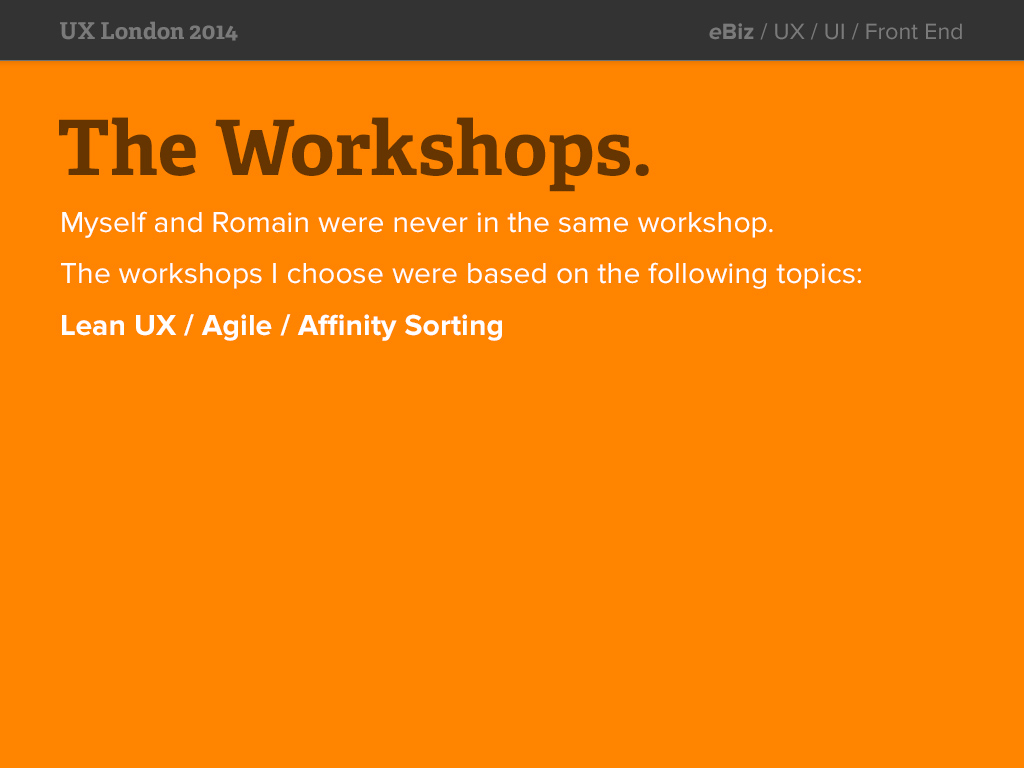 UX London 2014
eBiz / UX / UI / Front End
The Workshops.
Myself and Romain were never in the same workshop.
The workshops I choose were based on the following topics:
Lean UX / Agile / Affinity Sorting